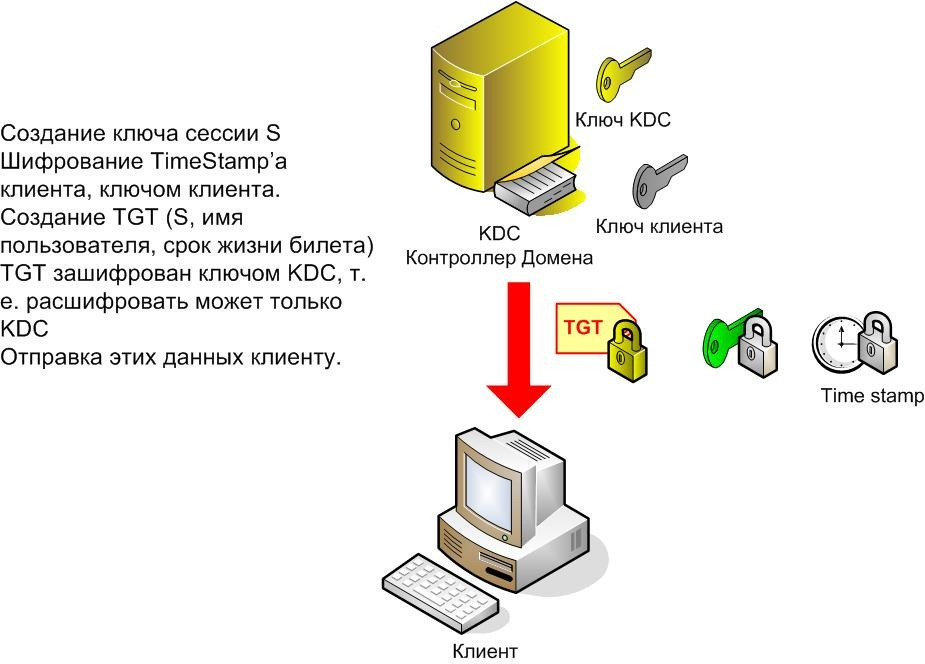 Создание ключа сессии S
Шифрование TimeStamp'а
клиента, ключом клиента.
Создание TGT (S, имя
пользователя, срок жизни билета)
TGT зашифрован ключом KDC, т.
е. расшифровать может только
KDC
Отправка этих данных клиенту.
Ключ KDC
Ключ клиента
KDC
Контроллер Домена
TGT
Time stamp
Клиент